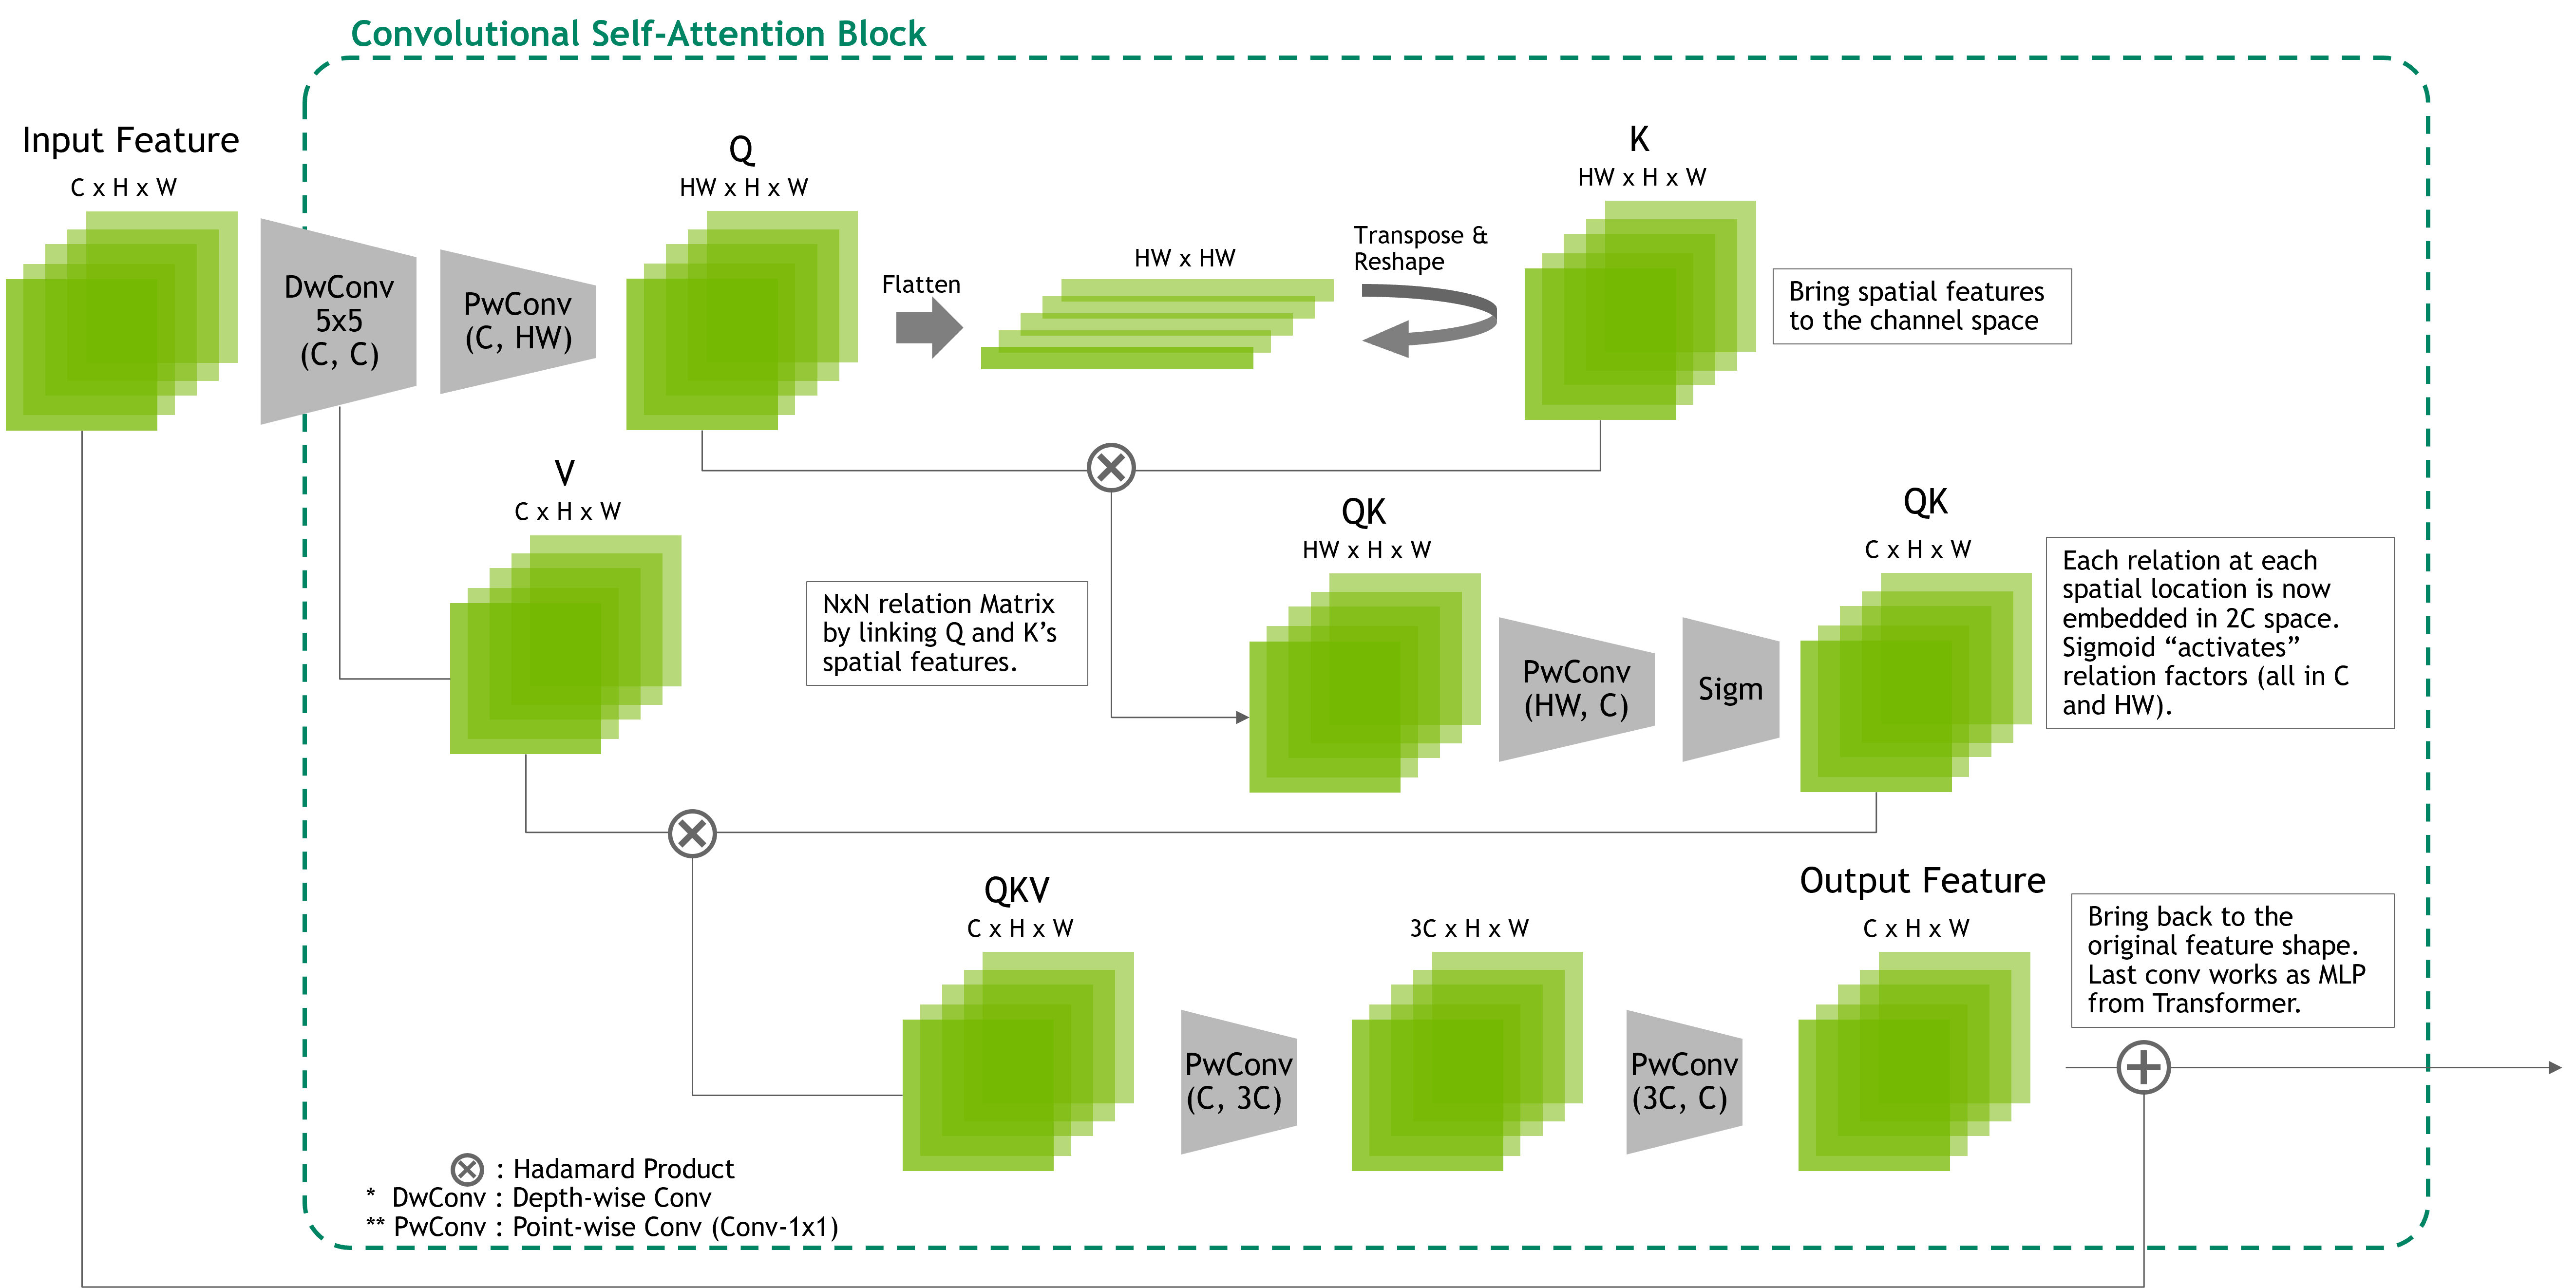 Convolutional Self-Attention Block
Input Feature
C x H x W
DwConv
5x5
(C, C)
PwConv
(C, HW)
Q
HW x H x W
Flatten
HW x HW
Transpose &
Reshape
K
HW x H x W
Bring spatial features
to the channel space
V
C x H x W
NxN relation Matrix
by linking Q and K’s
spatial features.
QK
HW x H x W
PwConv
(HW, C)
Sigm
QK
C x H x W
Each relation at each
spatial location is now
embedded in 2C space.
Sigmoid “activates”
relation factors (all in C
and HW).
QKV
C x H x W
PwConv
(C, 3C)
3C x H x W
PwConv
(3C, C)
Output Feature
C x H x W
Bring back to the
original feature shape.
Last conv works as MLP
from Transformer.
: Hadamard Product
* DwConv : Depth-wise Conv
** PwConv : Point-wise Conv (Conv-1x1)